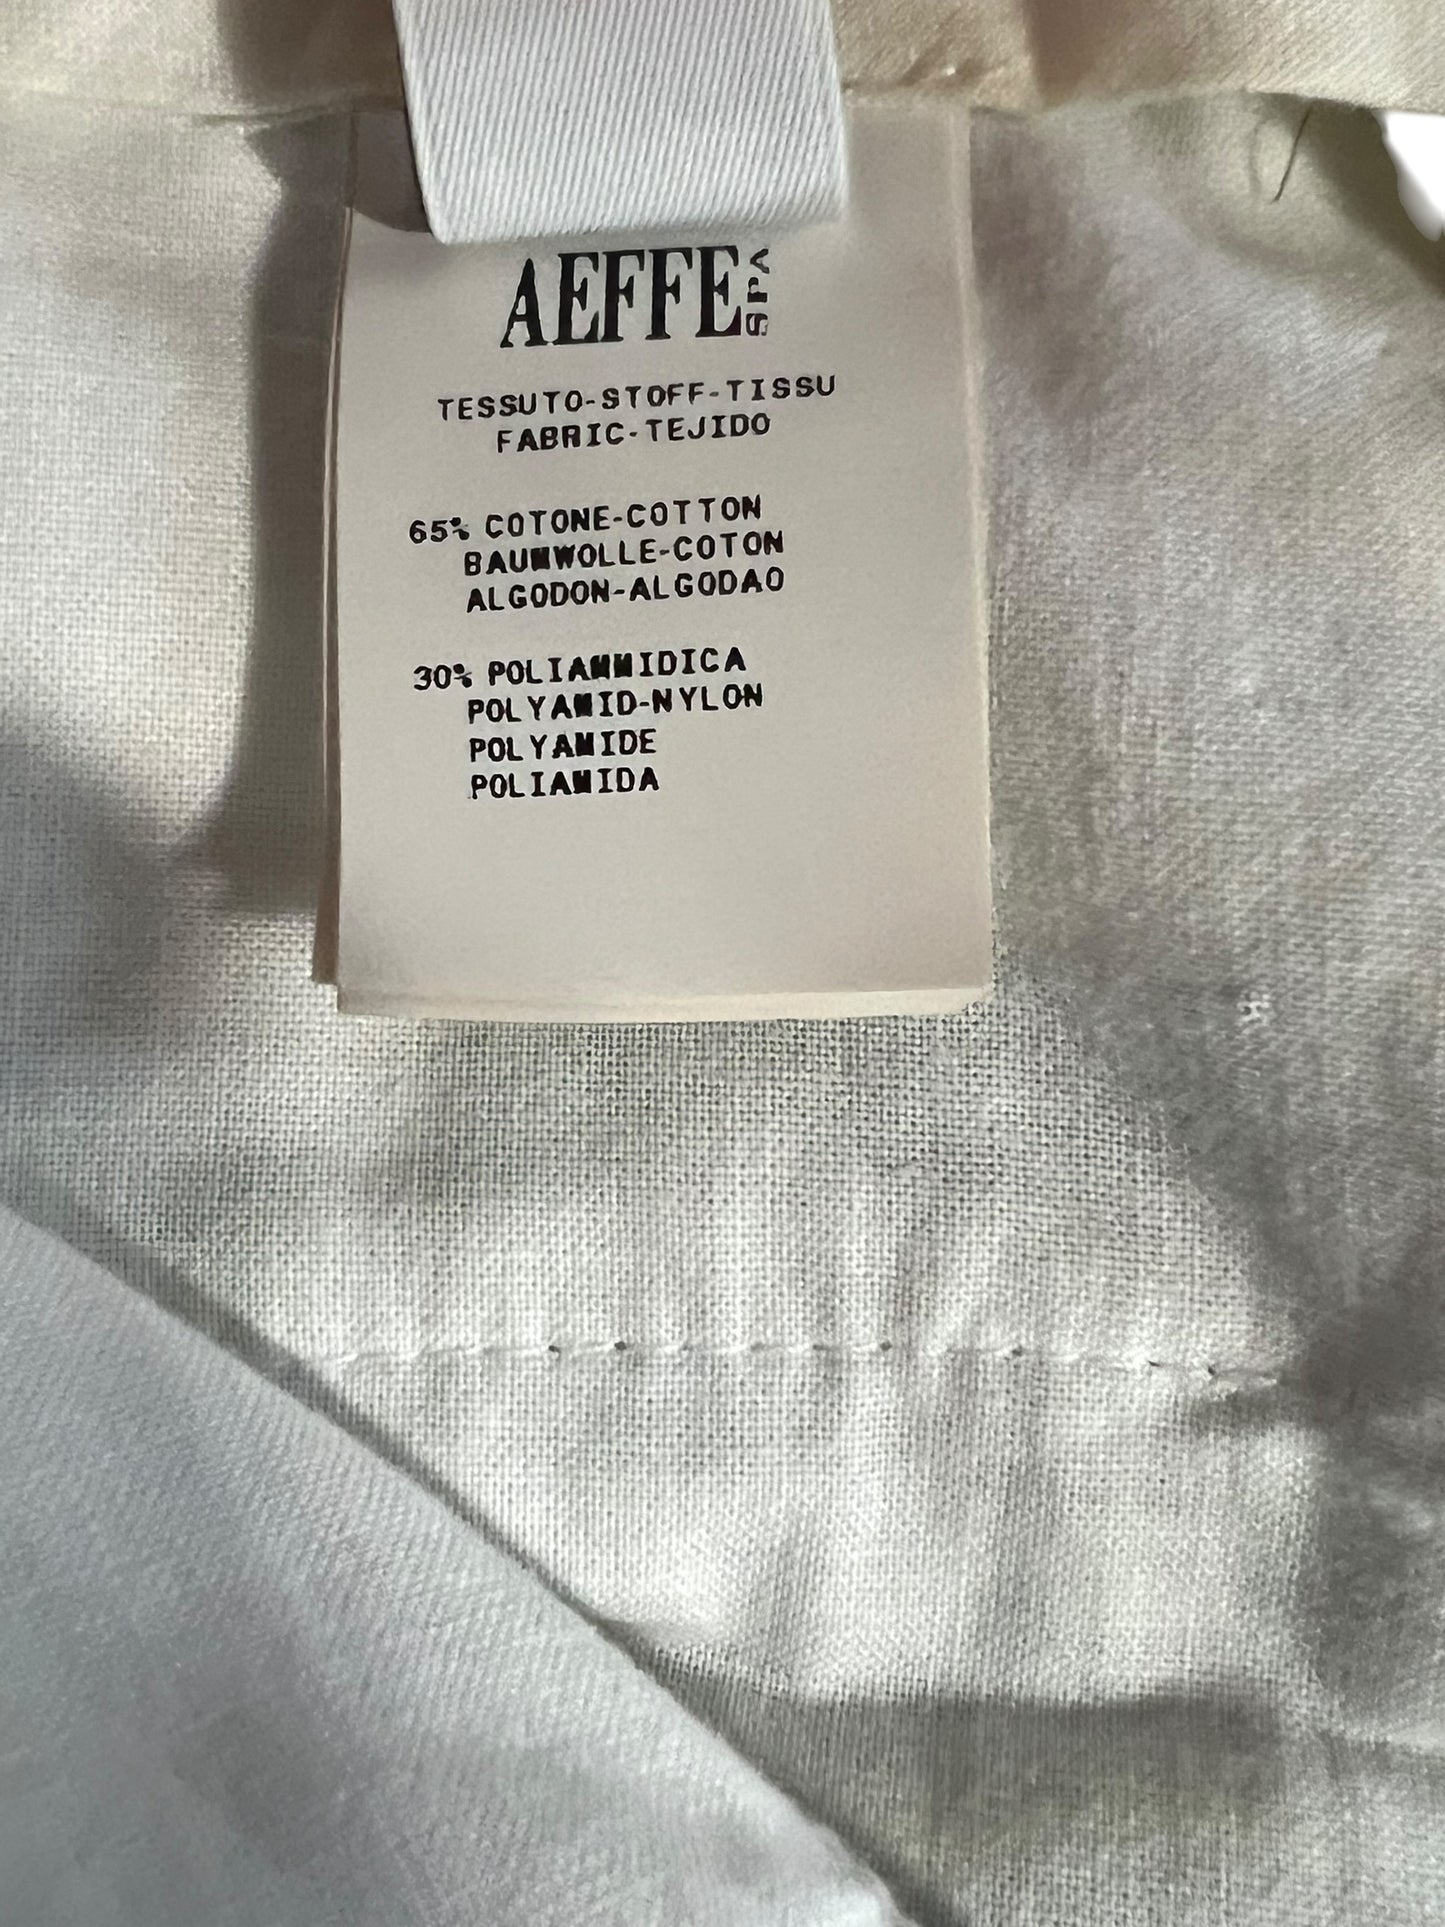 AEFFE SPA
TESSUTO-STOFF-TISSU
FABRIC-TEJIDO
65% COTONE-COTTON
BAUMWOLLE-COTON
ALGODON-ALGODAO
30% POLIAMMIDICA
POLYAMID-NYLON
POLYAMIDE
POLIAMIDA